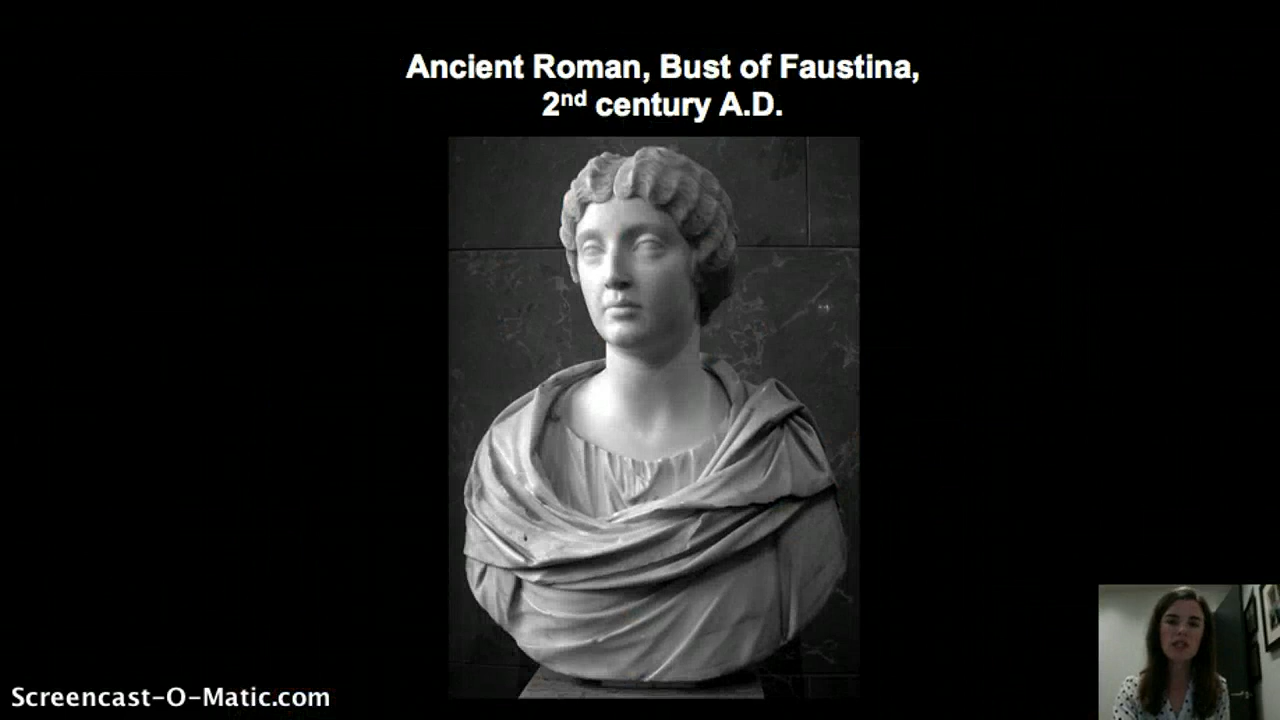 Ancient Roman, Bust of Faustina,
2nd century A.D.
Screencast-O-Matic.com